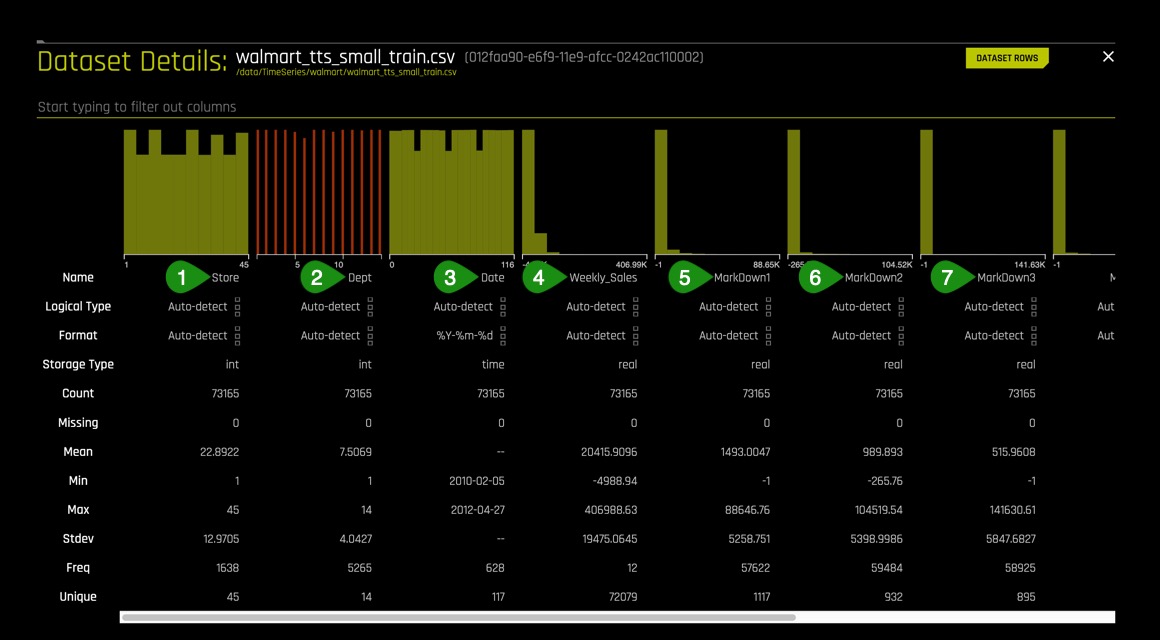 Dataset Details: walmart_tts_small_train.csv (012faa90-e6f9-11e9-afcc-0242ac110002) DATASET ROWS ×
/data/TimeSeries/walmart/walmart_tts_small_train.csv
Start typing to filter out columns
1 45 5 10 0 116 406.99K -1 88.65K -265 104.52K -1 141.63K -1
Name 1 Store 2 Dept 3 Date 4 Weekly_Sales 5 MarkDown1 6 MarkDown2 7 MarkDown3
Logical Type Auto-detect Auto-detect Auto-detect Auto-detect Auto-detect Auto-detect Auto-detect Aut
Format Auto-detect Auto-detect %Y-%m-%d Auto-detect Auto-detect Auto-detect Auto-detect Aut
Storage Type int int time real real real real
Count 73165 73165 73165 73165 73165 73165 73165
Missing 0 0 0 0 0 0 0
Mean 22.8922 7.5069 -- 20415.9096 1493.0047 989.893 515.9608
Min 1 1 2010-02-05 -4988.94 -1 -265.76 -1
Max 45 14 2012-04-27 406988.63 88646.76 104519.54 141630.61
Stdev 12.9705 4.0427 -- 19475.0645 5258.751 5398.9986 5847.6827
Freq 1638 5265 628 12 57622 59484 58925
Unique 45 14 117 72079 1117 932 895